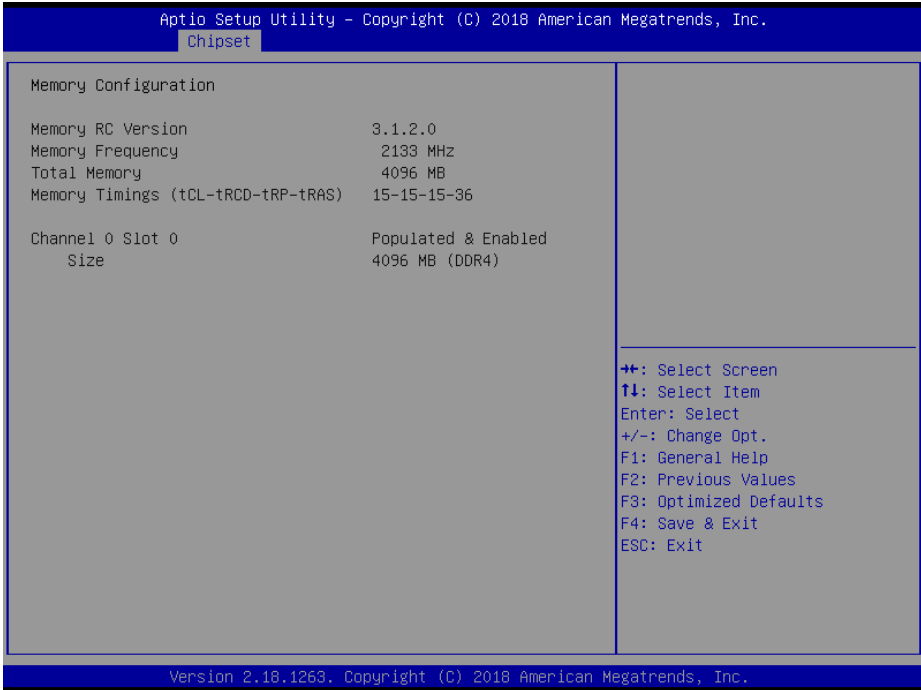 Aptio Setup Utility – Copyright (C) 2018 American Megatrends, Inc.
Chipset
Memory Configuration
Memory RC Version 3.1.2.0
Memory Frequency 2133 MHz
Total Memory 4096 MB
Memory Timings (tCL-tRCD-tRP-tRAS) 15-15-15-36
Channel 0 Slot 0 Populated & Enabled
Size 4096 MB (DDR4)
→←: Select Screen
↑↓: Select Item
Enter: Select
+/-: Change Opt.
F1: General Help
F2: Previous Values
F3: Optimized Defaults
F4: Save & Exit
ESC: Exit
Version 2.18.1263. Copyright (C) 2018 American Megatrends, Inc.